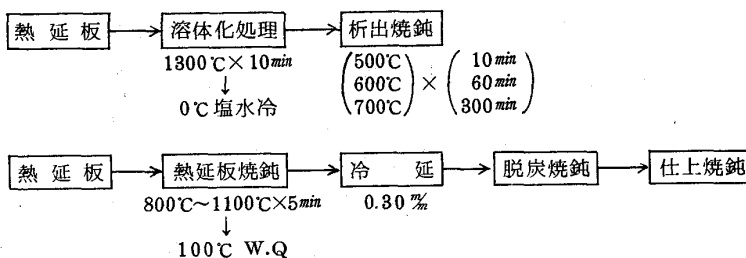 熱延板 → 溶体化処理 → 析出焼鈍
1300℃×10min
↓
0℃塩水冷
(500℃ 600℃ 700℃) × (10min 60min 300min)
熱延板 → 熱延板焼鈍 → 冷延 → 脱炭焼鈍 → 仕上焼鈍
800℃~1100℃×5min 0.30 m/m
↓
100℃ W.Q